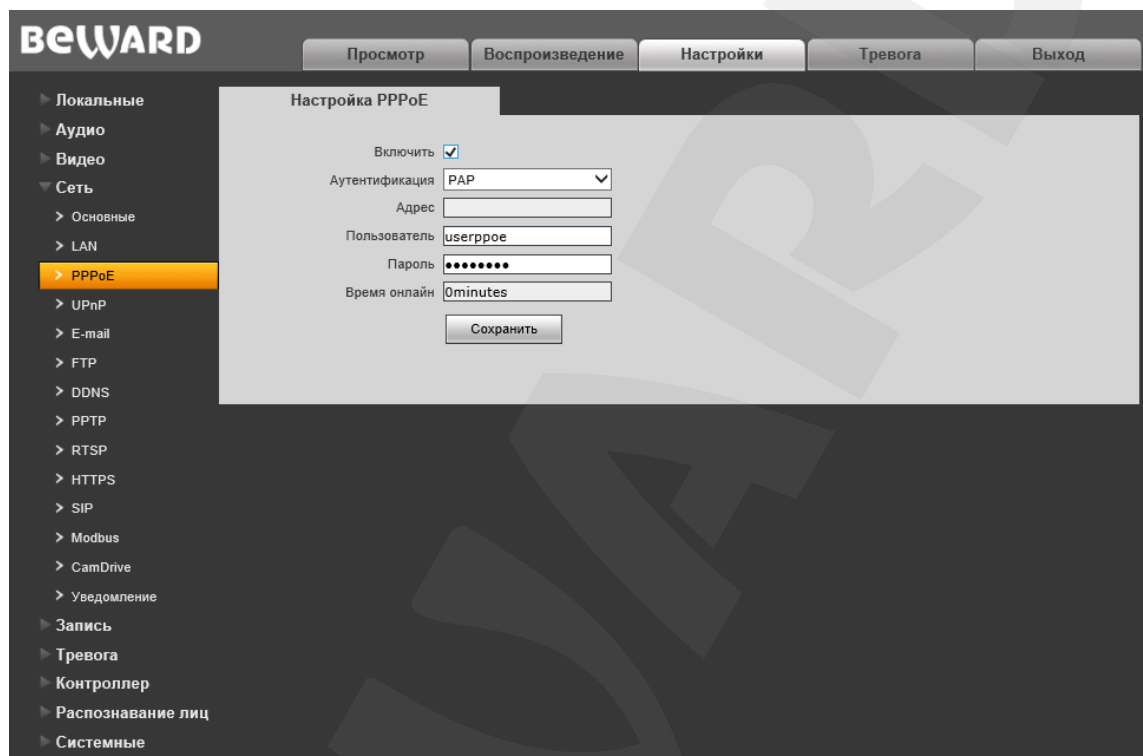 BEWARD
Просмотр
Воспроизведение
Настройки
Тревога
Выход
Локальные
Аудио
Видео
Сеть
Основные
LAN
PPPoE
UPnP
E-mail
FTP
DDNS
PPTP
RTSP
HTTPS
SIP
Modbus
CamDrive
Уведомление
Запись
Тревога
Контроллер
Распознавание лиц
Системные
Настройка PPPoE
Включить
Аутентификация PAP
Адрес
Пользователь userppoe
Пароль ●●●●●●●●
Время онлайн 0minutes
Сохранить